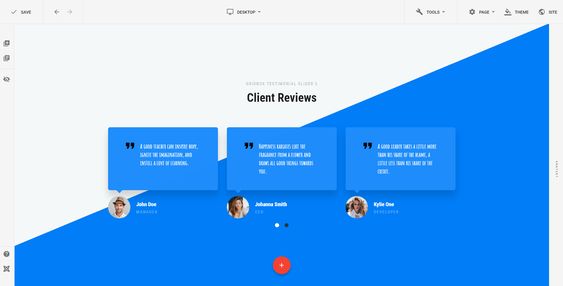 SAVE
DESKTOP
TOOLS
PAGE
THEME
SITE
GRIDBOX TESTIMONIAL SLIDER 1
Client Reviews
A good teacher can inspire hope,
ignite the imagination, and
instill a love of learning.
Happiness radiates like the
fragrance from a flower and
draws all good things towards
you.
A good leader takes a little more
than his share of the blame, a
little less than his share of the
credit.
John Doe
MANAGER
Johanna Smith
CEO
Kylie One
DEVELOPER